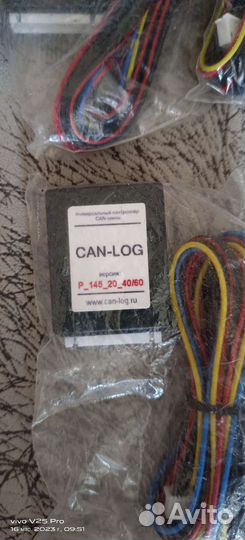 Универсальный контроллер
CAN-шины
CAN-LOG
версия:
P_145_20_40/60
www.can-log.ru
vivo V25 Pro
16 июн. 2023 г., 09:51
Avito